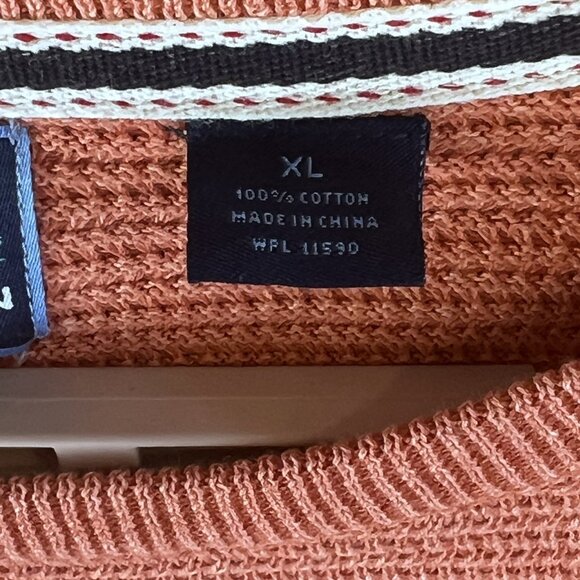 XL
100% COTTON
MADE IN CHINA
WPL 11590